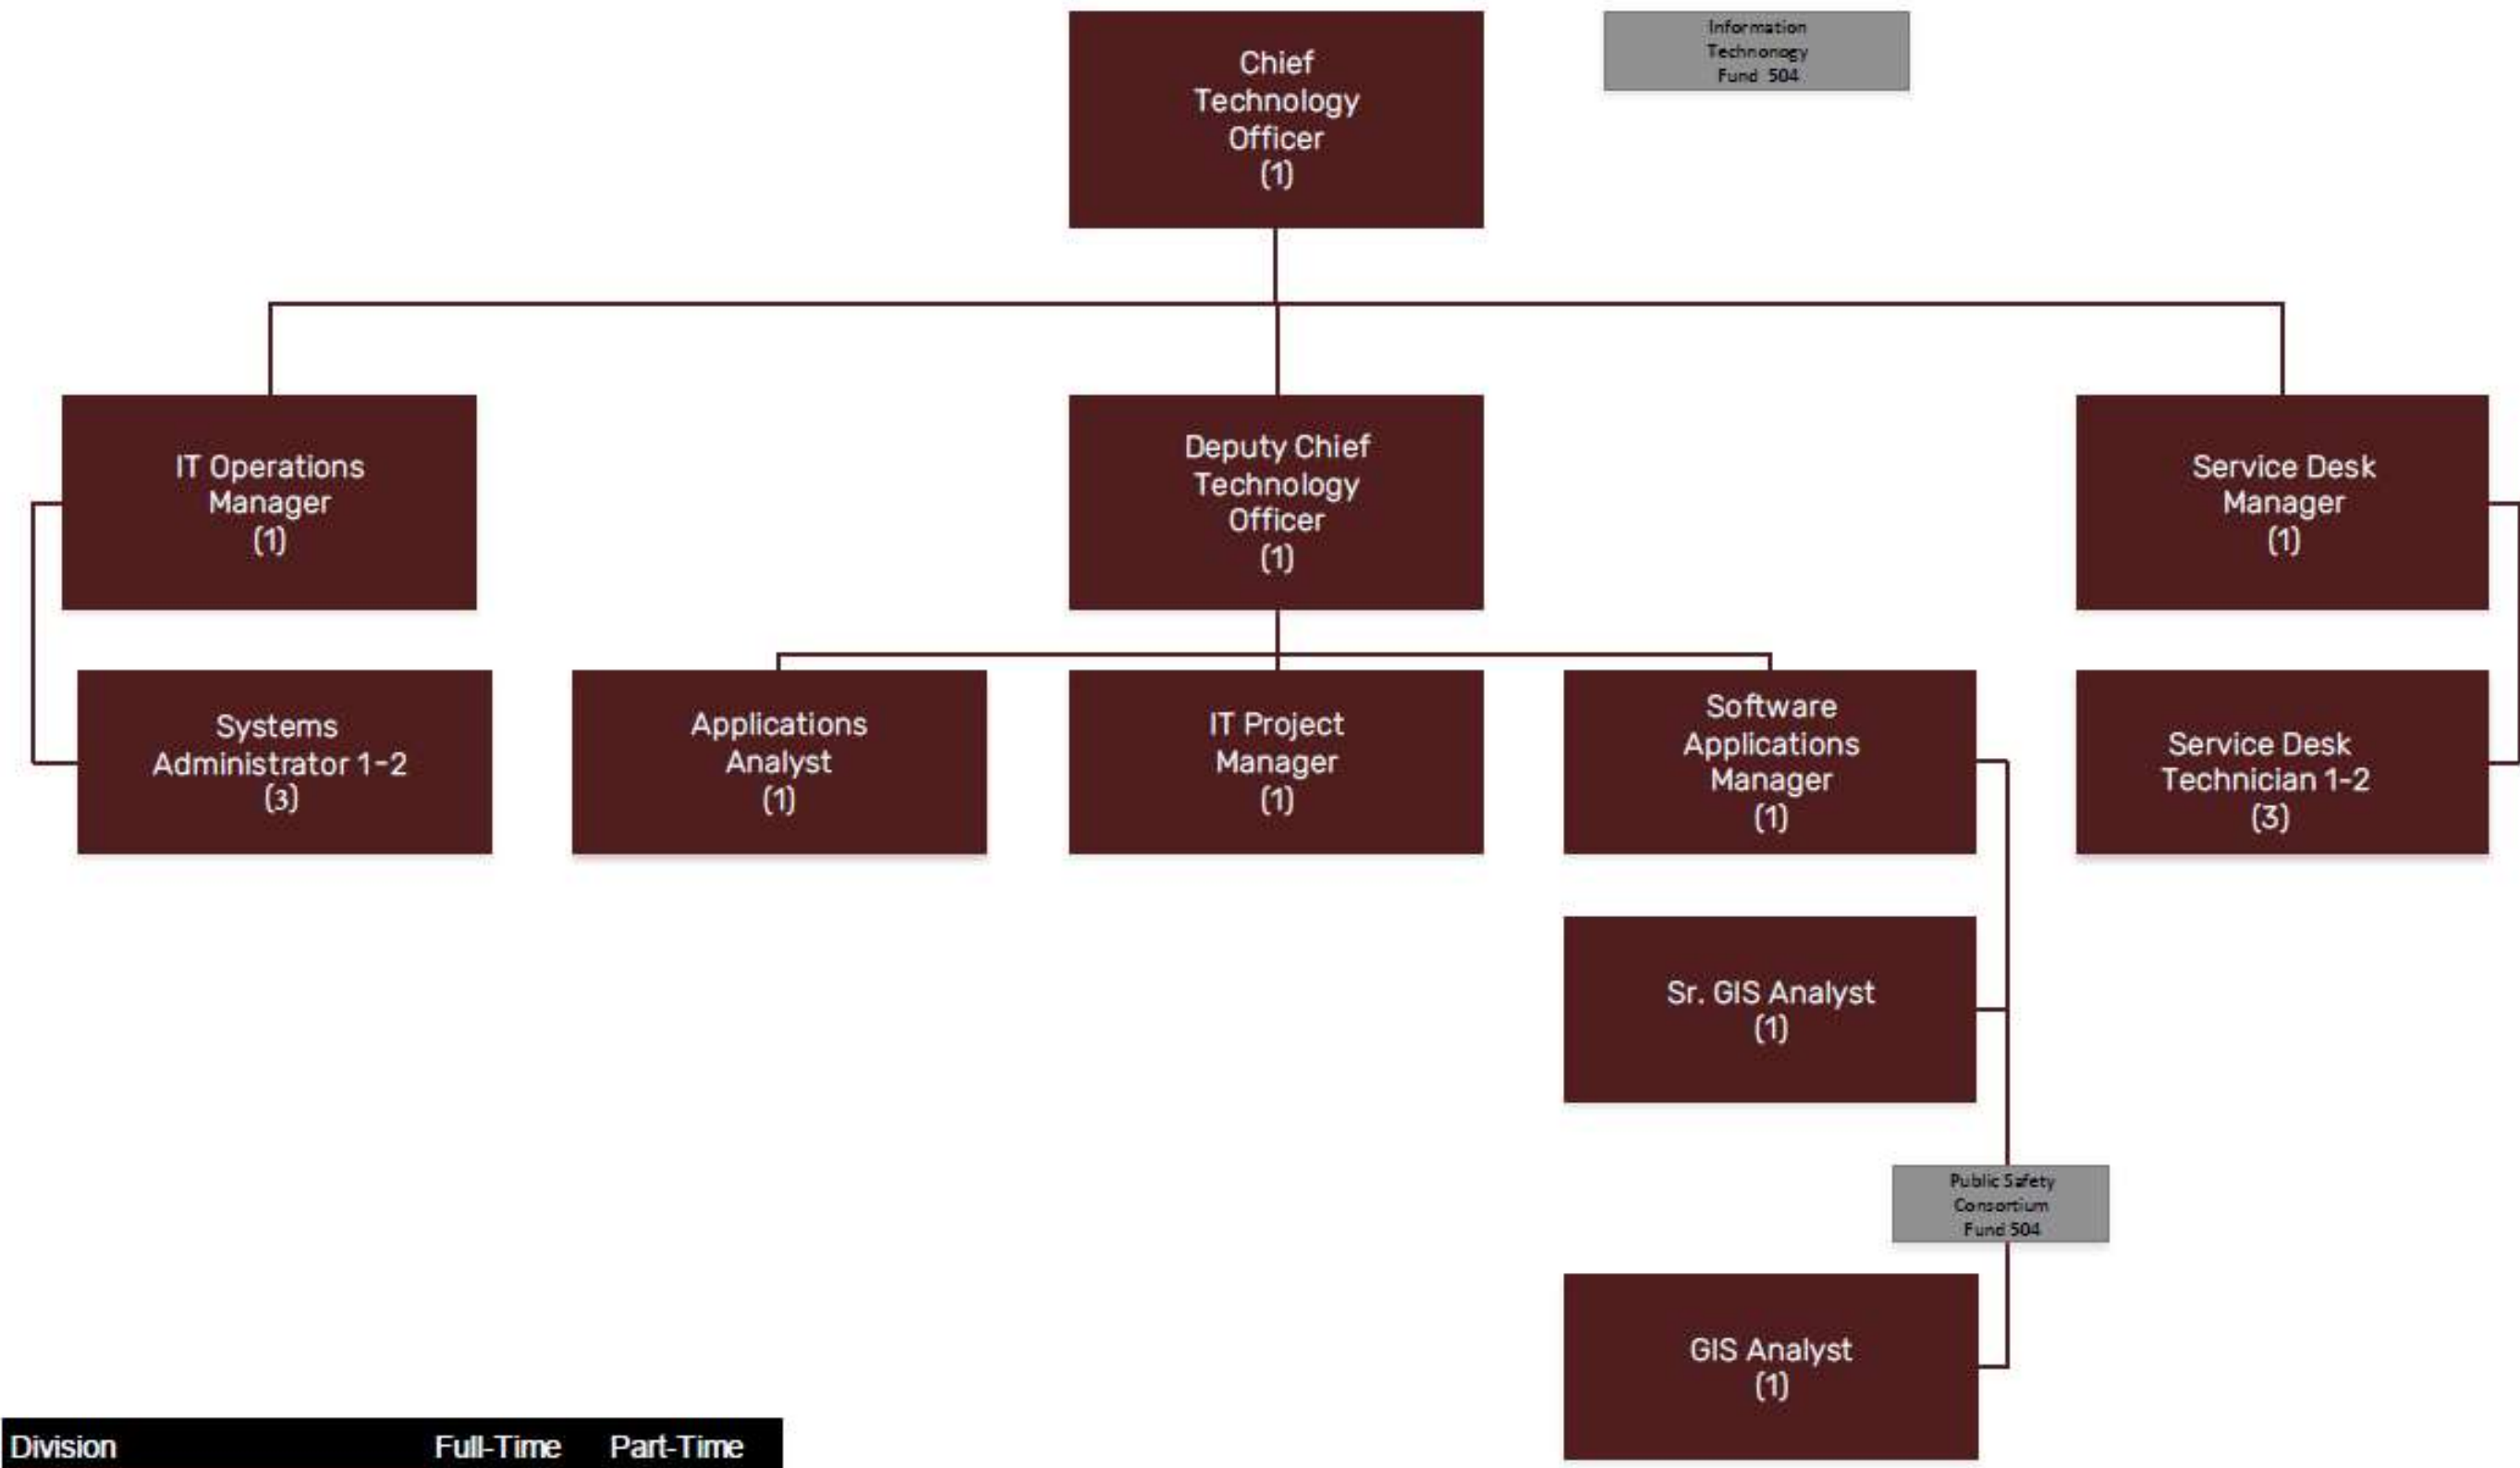 Chief
Technology
Officer
(1)
Information
Technonogy
Fund 504
IT Operations
Manager
(1)
Deputy Chief
Technology
Officer
(1)
Service Desk
Manager
(1)
Systems
Administrator 1-2
(3)
Applications
Analyst
(1)
IT Project
Manager
(1)
Software
Applications
Manager
(1)
Service Desk
Technician 1-2
(3)
Sr. GIS Analyst
(1)
Public Safety
Consortium
Fund 504
GIS Analyst
(1)
Division Full-Time Part-Time